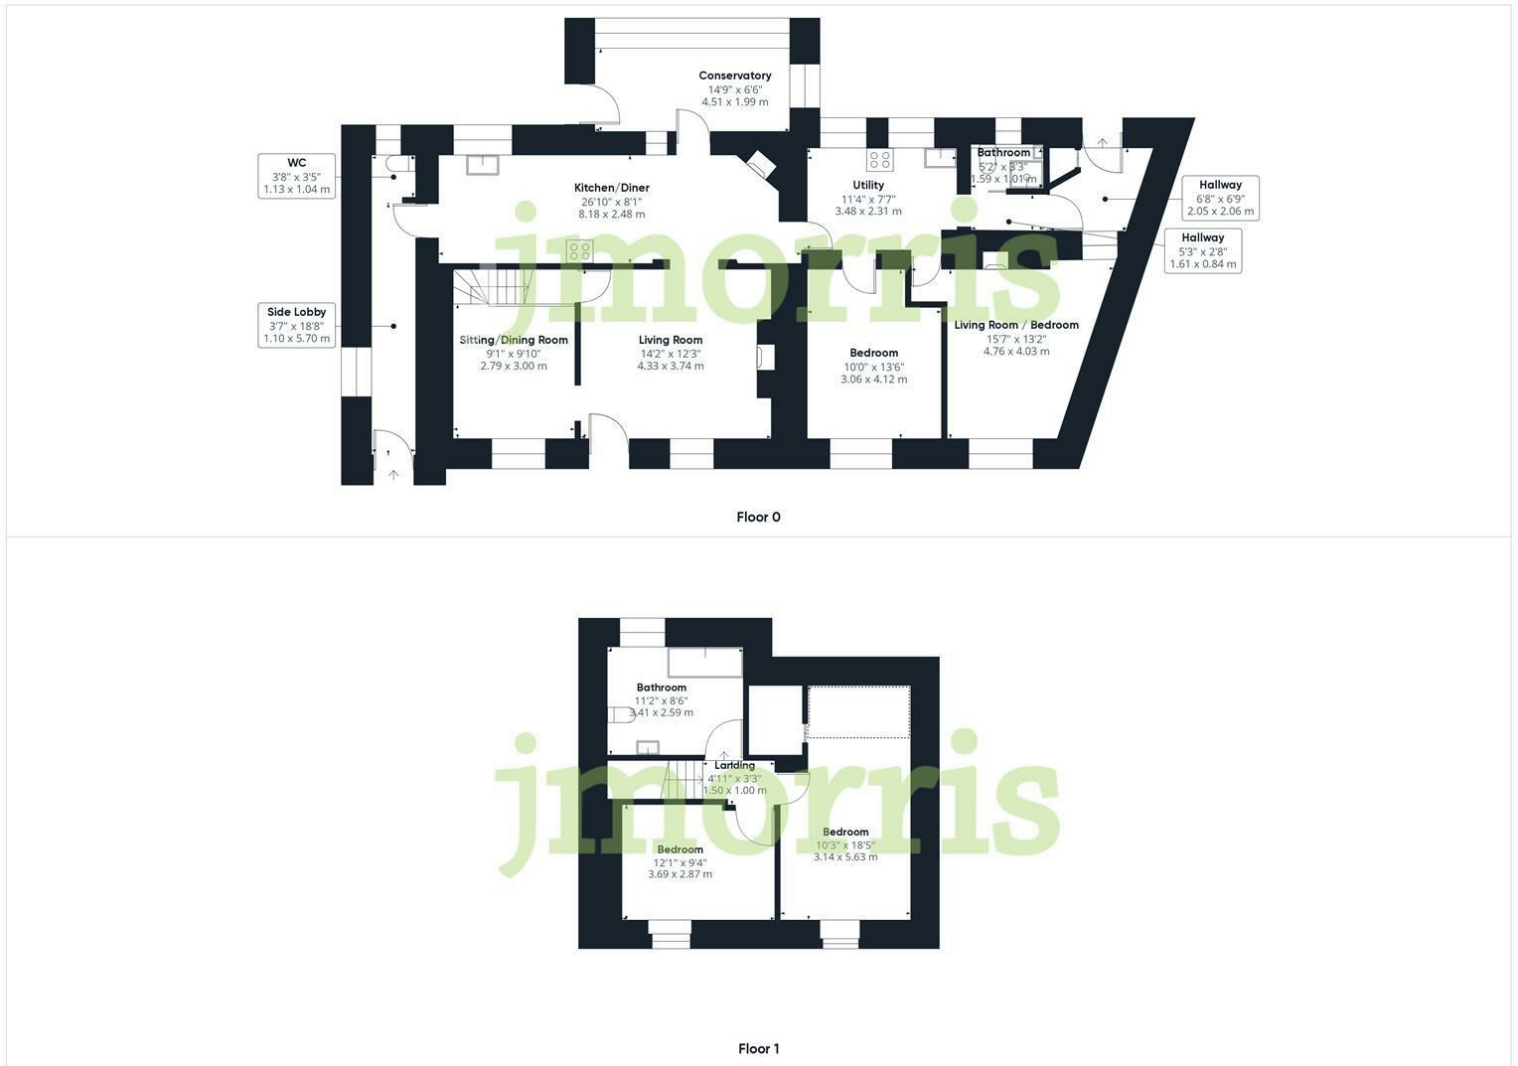 Conservatory
14'9" x 6'6"
4.51 x 1.99 m
WC
3'8" x 3'5"
1.13 x 1.04 m
Kitchen/Diner
26'10" x 8'1"
8.18 x 2.48 m
Utility
11'4" x 7'7"
3.48 x 2.31 m
Bathroom
5'2" x 3'3"
1.59 x 1.01 m
Hallway
6'8" x 6'9"
2.05 x 2.06 m
Hallway
5'3" x 2'8"
1.61 x 0.84 m
Side Lobby
3'7" x 18'8"
1.10 x 5.70 m
Sitting/Dining Room
9'1" x 9'10"
2.79 x 3.00 m
Living Room
14'2" x 12'3"
4.33 x 3.74 m
Bedroom
10'0" x 13'6"
3.06 x 4.12 m
Living Room / Bedroom
15'7" x 13'2"
4.76 x 4.03 m
jmorris
Floor 0
Bathroom
11'2" x 8'6"
3.41 x 2.59 m
Landing
4'11" x 3'3"
1.50 x 1.00 m
Bedroom
12'1" x 9'4"
3.69 x 2.87 m
Bedroom
10'3" x 18'5"
3.14 x 5.63 m
jmorris
Floor 1